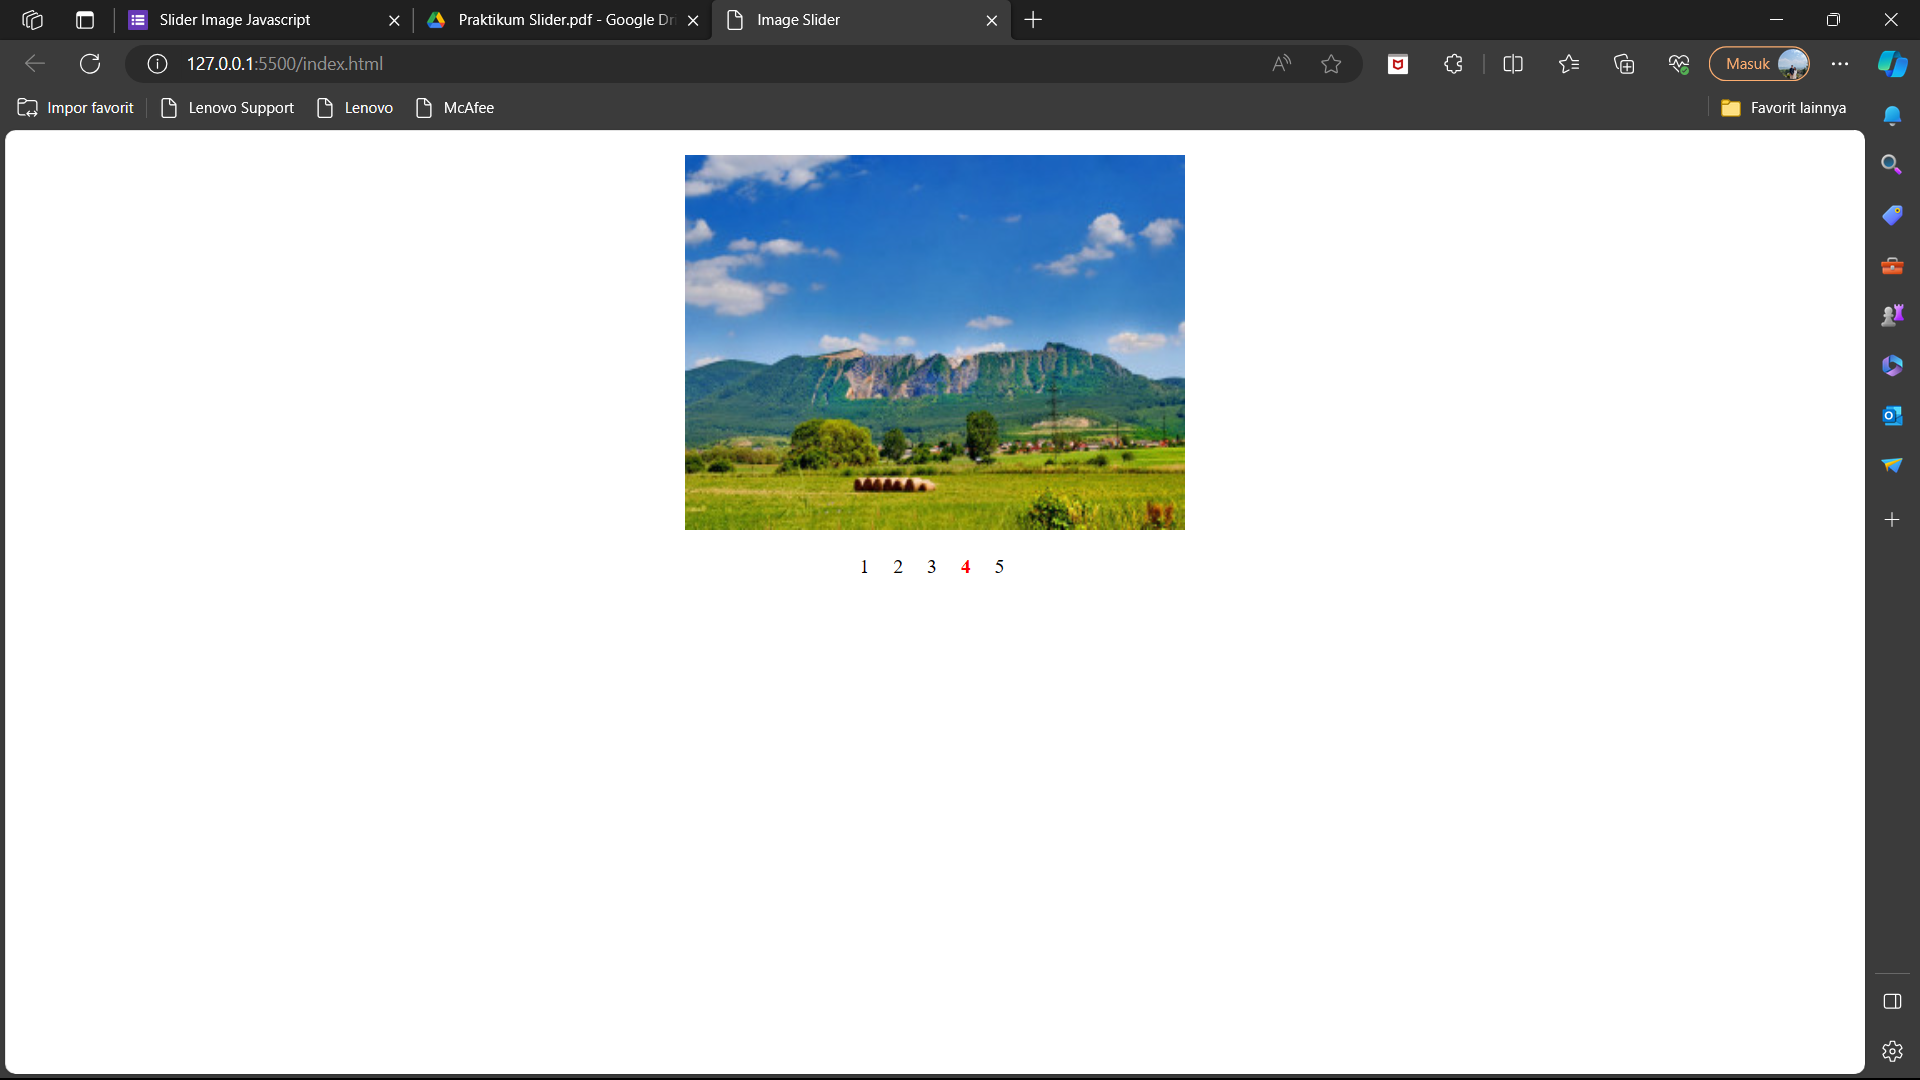 Slider Image Javascript
Praktikum Slider.pdf - Google Dri
Image Slider
127.0.0.1:5500/index.html
Masuk
Impor favorit
Lenovo Support
Lenovo
McAfee
Favorit lainnya
1 2 3 4 5